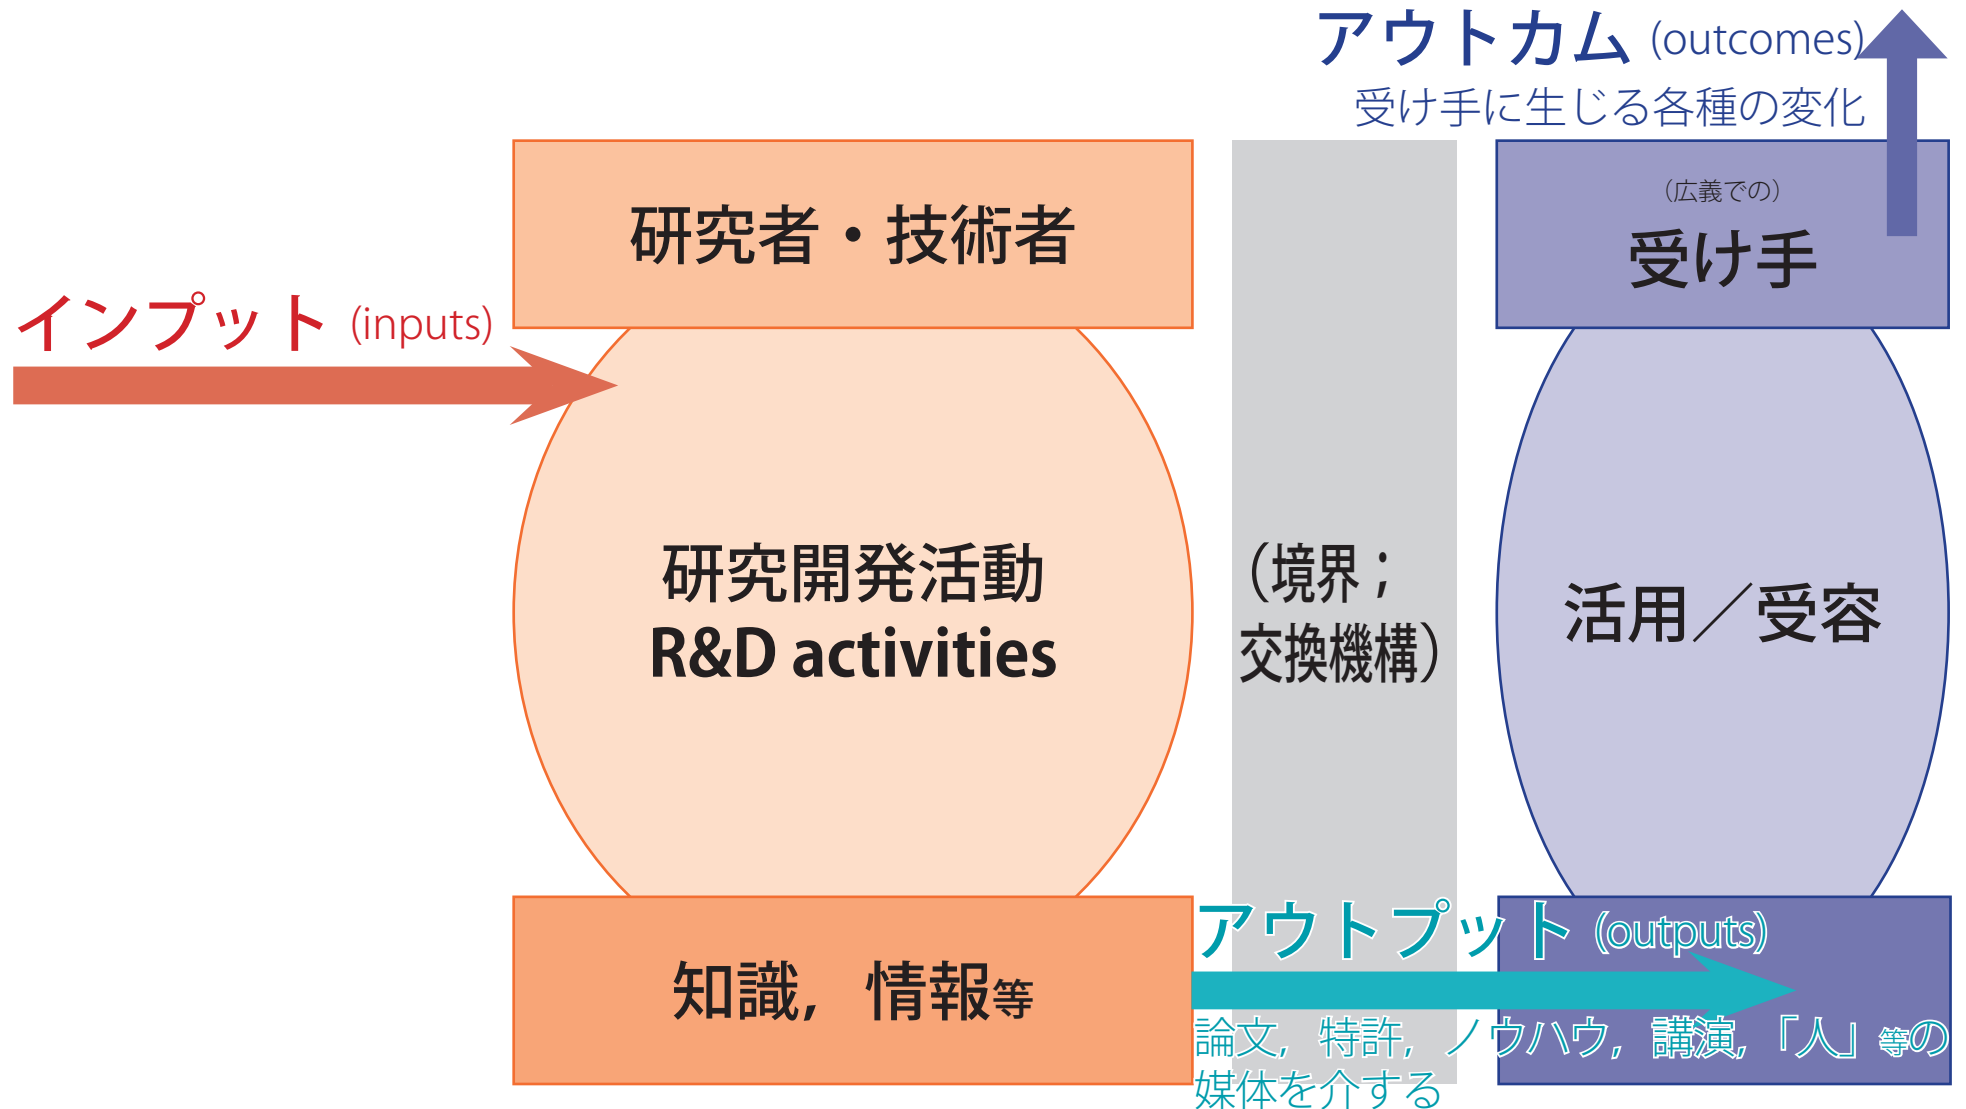 アウトカム (outcomes)
受け手に生じる各種の変化
研究者・技術者
（広義での）
受け手
インプット (inputs)
研究開発活動
R&D activities
（境界；
交換機構）
活用／受容
アウトプット (outputs)
知識，情報等
論文，特許，ノウハウ，講演，「人」等の
媒体を介する